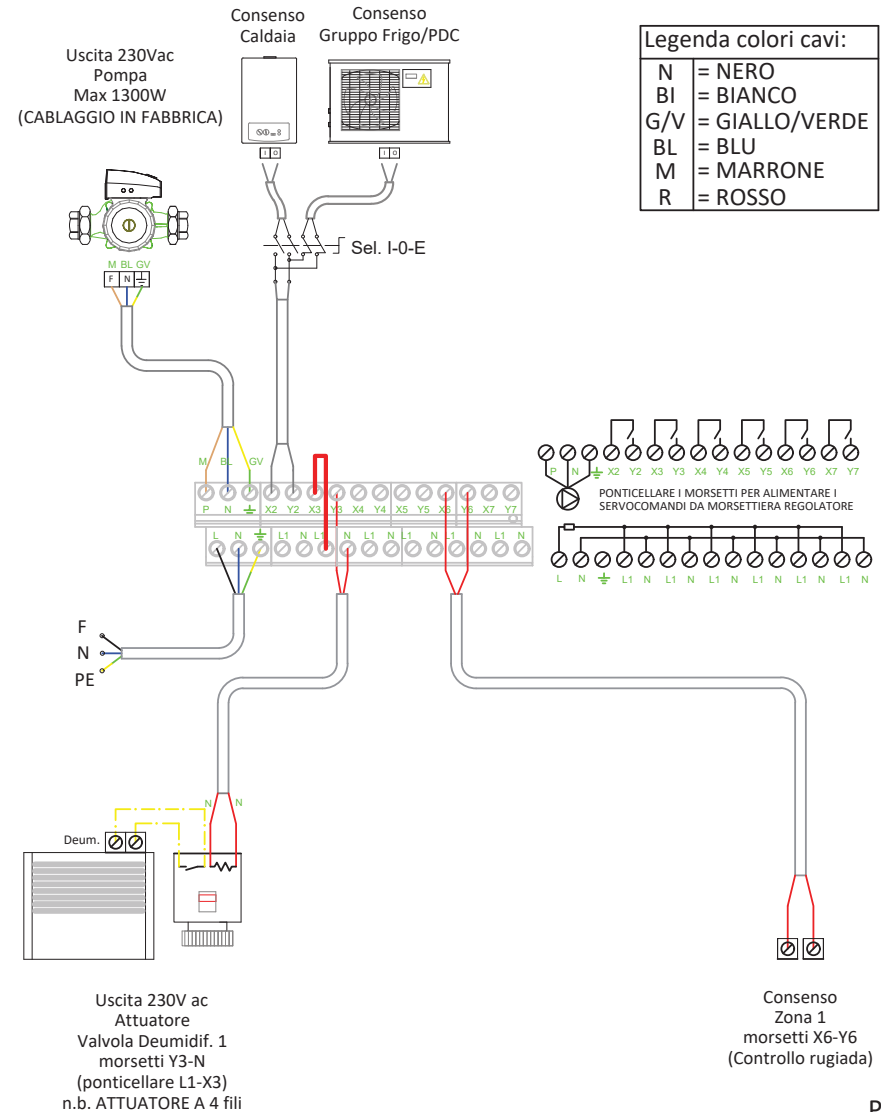 Consenso
Caldaia
Consenso
Gruppo Frigo/PDC
Uscita 230Vac
Pompa
Max 1300W
(CABLAGGIO IN FABBRICA)
Legenda colori cavi:
N = NERO
BI = BIANCO
G/V = GIALLO/VERDE
BL = BLU
M = MARRONE
R = ROSSO
I O
I O
Sel. I-0-E
M BL GV
F N
M BL GV
P N X2 Y2 X3 Y3 X4 Y4 X5 Y5 X6 Y6 X7 Y7
L N L1 N L1 N L1 N L1 N L1 N L1 N
P N X2 Y2 X3 Y3 X4 Y4 X5 Y5 X6 Y6 X7 Y7
PONTICELLARE I MORSETTI PER ALIMENTARE I
SERVOCOMANDI DA MORSETTIERA REGOLATORE
L N L1 N L1 N L1 N L1 N L1 N L1 N
F
N
PE
N N
Deum.
Uscita 230V ac
Attuatore
Valvola Deumidif. 1
morsetti Y3-N
(ponticellare L1-X3)
n.b. ATTUATORE A 4 fili
Consenso
Zona 1
morsetti X6-Y6
(Controllo rugiada)